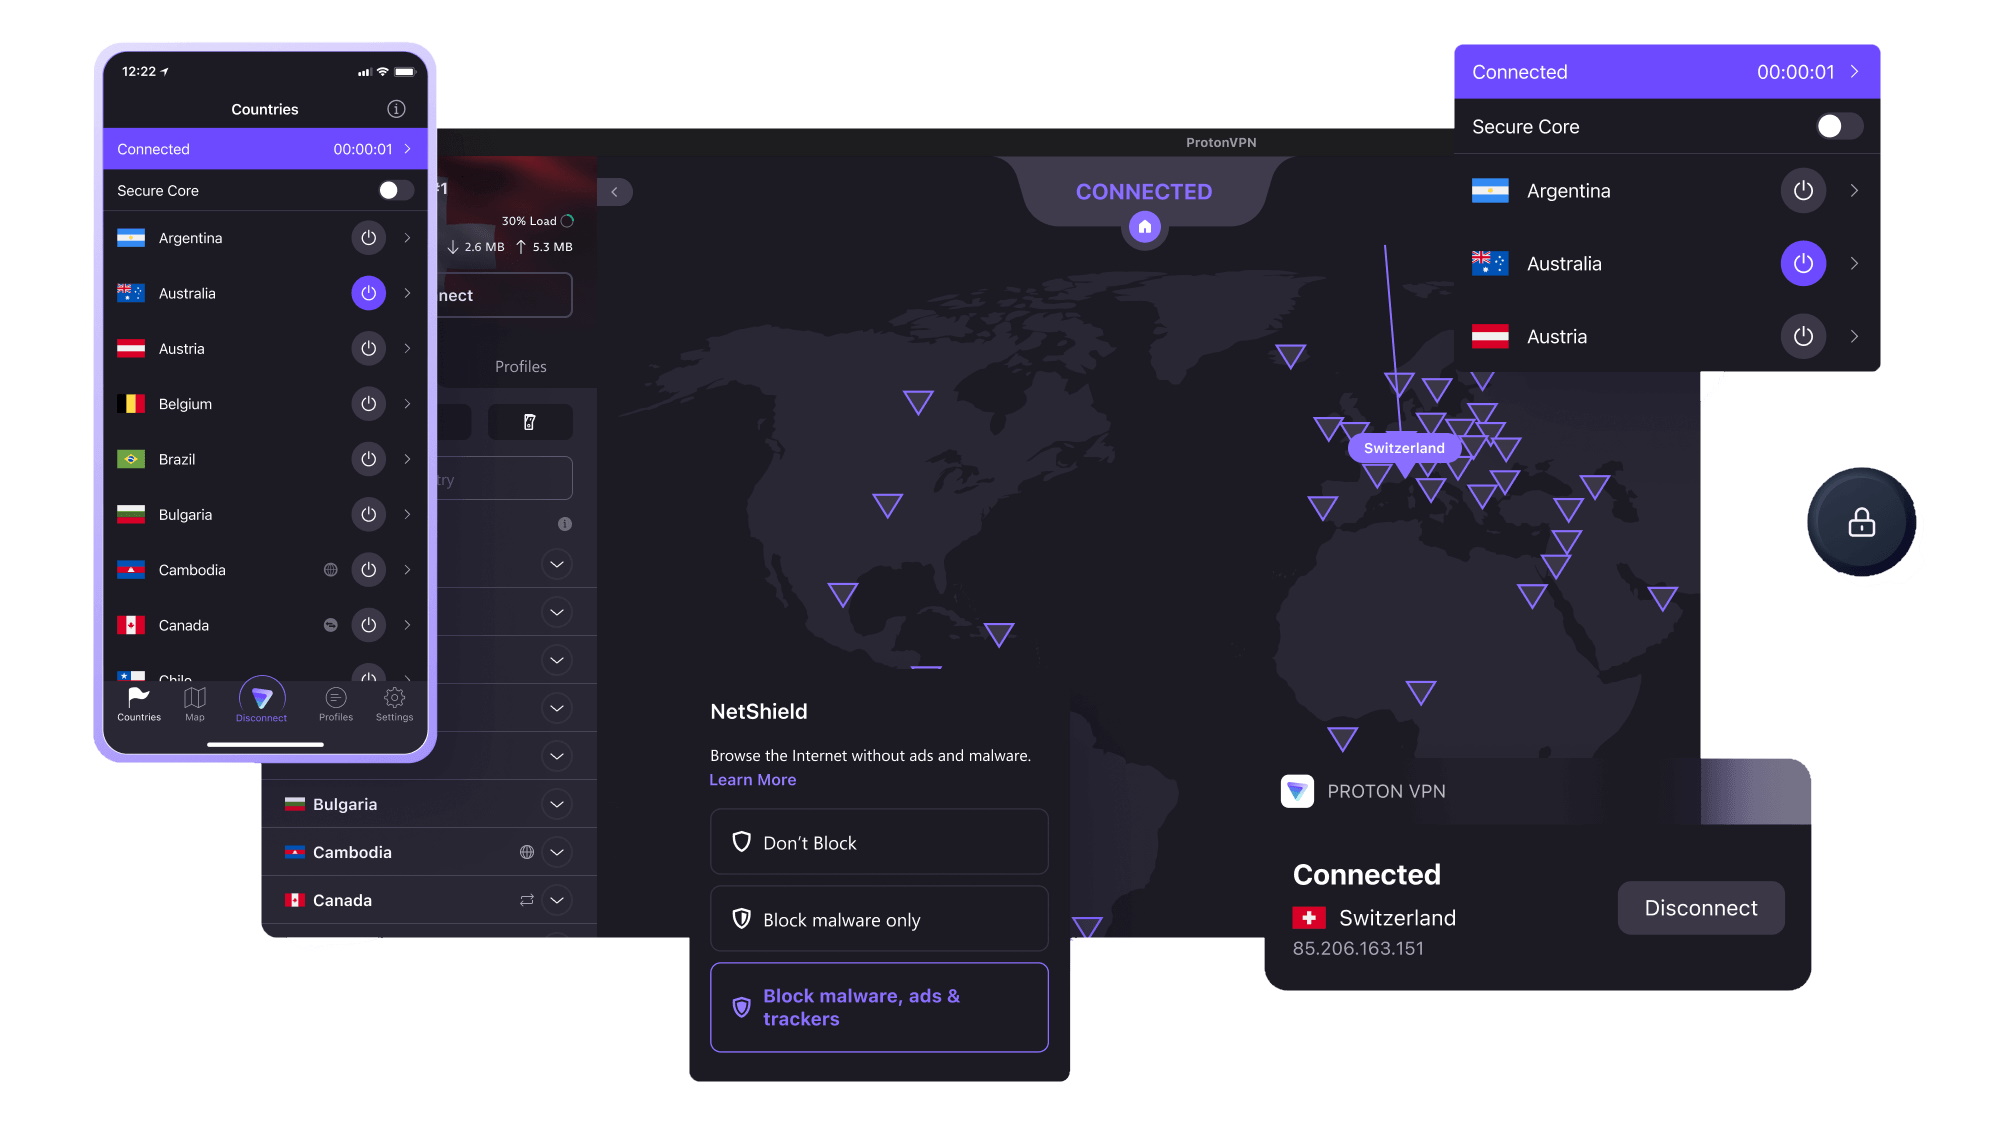 12:22
Countries
Connected 00:00:01
Secure Core
Argentina
Australia
Austria
Belgium
Brazil
Bulgaria
Cambodia
Canada
Chile
Countries Map Disconnect Profiles Settings
ProtonVPN
#1
30% Load
2.6 MB 5.3 MB
nect
Profiles
try
Bulgaria
Cambodia
Canada
CONNECTED
Switzerland
NetShield
Browse the Internet without ads and malware.
Learn More
Don't Block
Block malware only
Block malware, ads &
trackers
Connected 00:00:01
Secure Core
Argentina
Australia
Austria
PROTON VPN
Connected
Switzerland
85.206.163.151
Disconnect